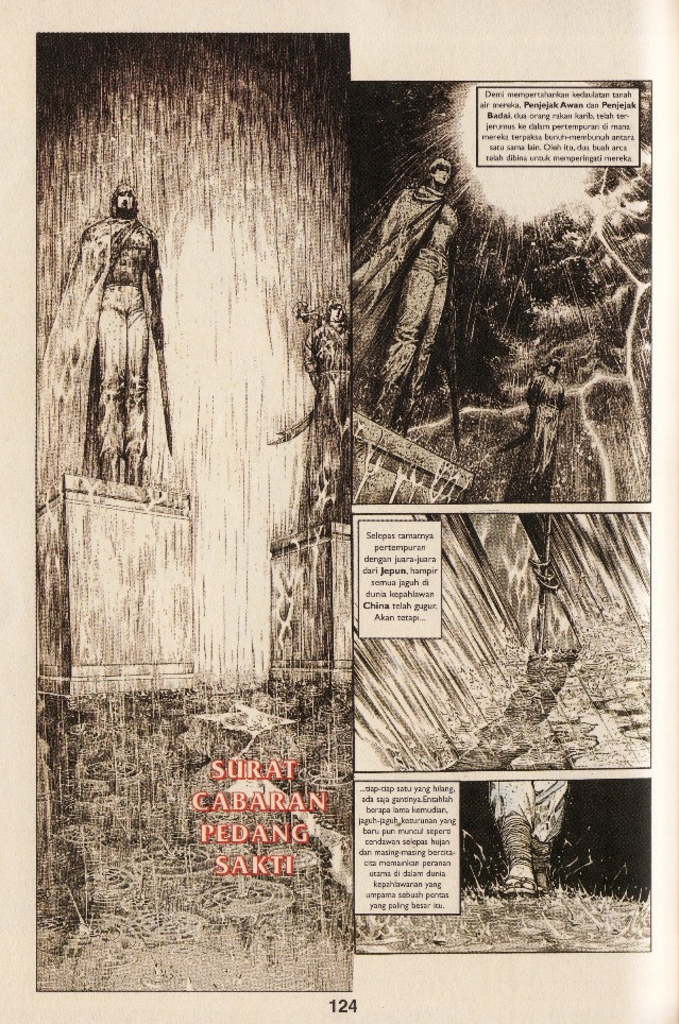 Demi mempertahankan kedaulatan tanah
air mereka, Penjejak Awan dan Penjejak
Badai, dua orang rakan karib, telah ter-
jerumus ke dalam pertempuran di mana
mereka terpaksa bunuh-membunuh antara
satu sama lain. Oleh itu, dua buah arca
telah dibina untuk memperingati mereka.
Selepas tamatnya
pertempuran
dengan juara-juara
dari Jepun, hampir
semua jaguh di
dunia kepahlawan
China telah gugur.
Akan tetapi...
...tiap-tiap satu yang hilang,
ada saja gantinya.Entahlah
berapa lama kemudian,
jaguh-jaguh keturunan yang
baru pun muncul seperti
cendawan selepas hujan
dan masing-masing bercita-
cita memainkan peranan
utama di dalam dunia
kepahlawanan yang
umpama sebuah pentas
yang paling besar itu.
SURAT
CABARAN
PEDANG
SAKTI
124